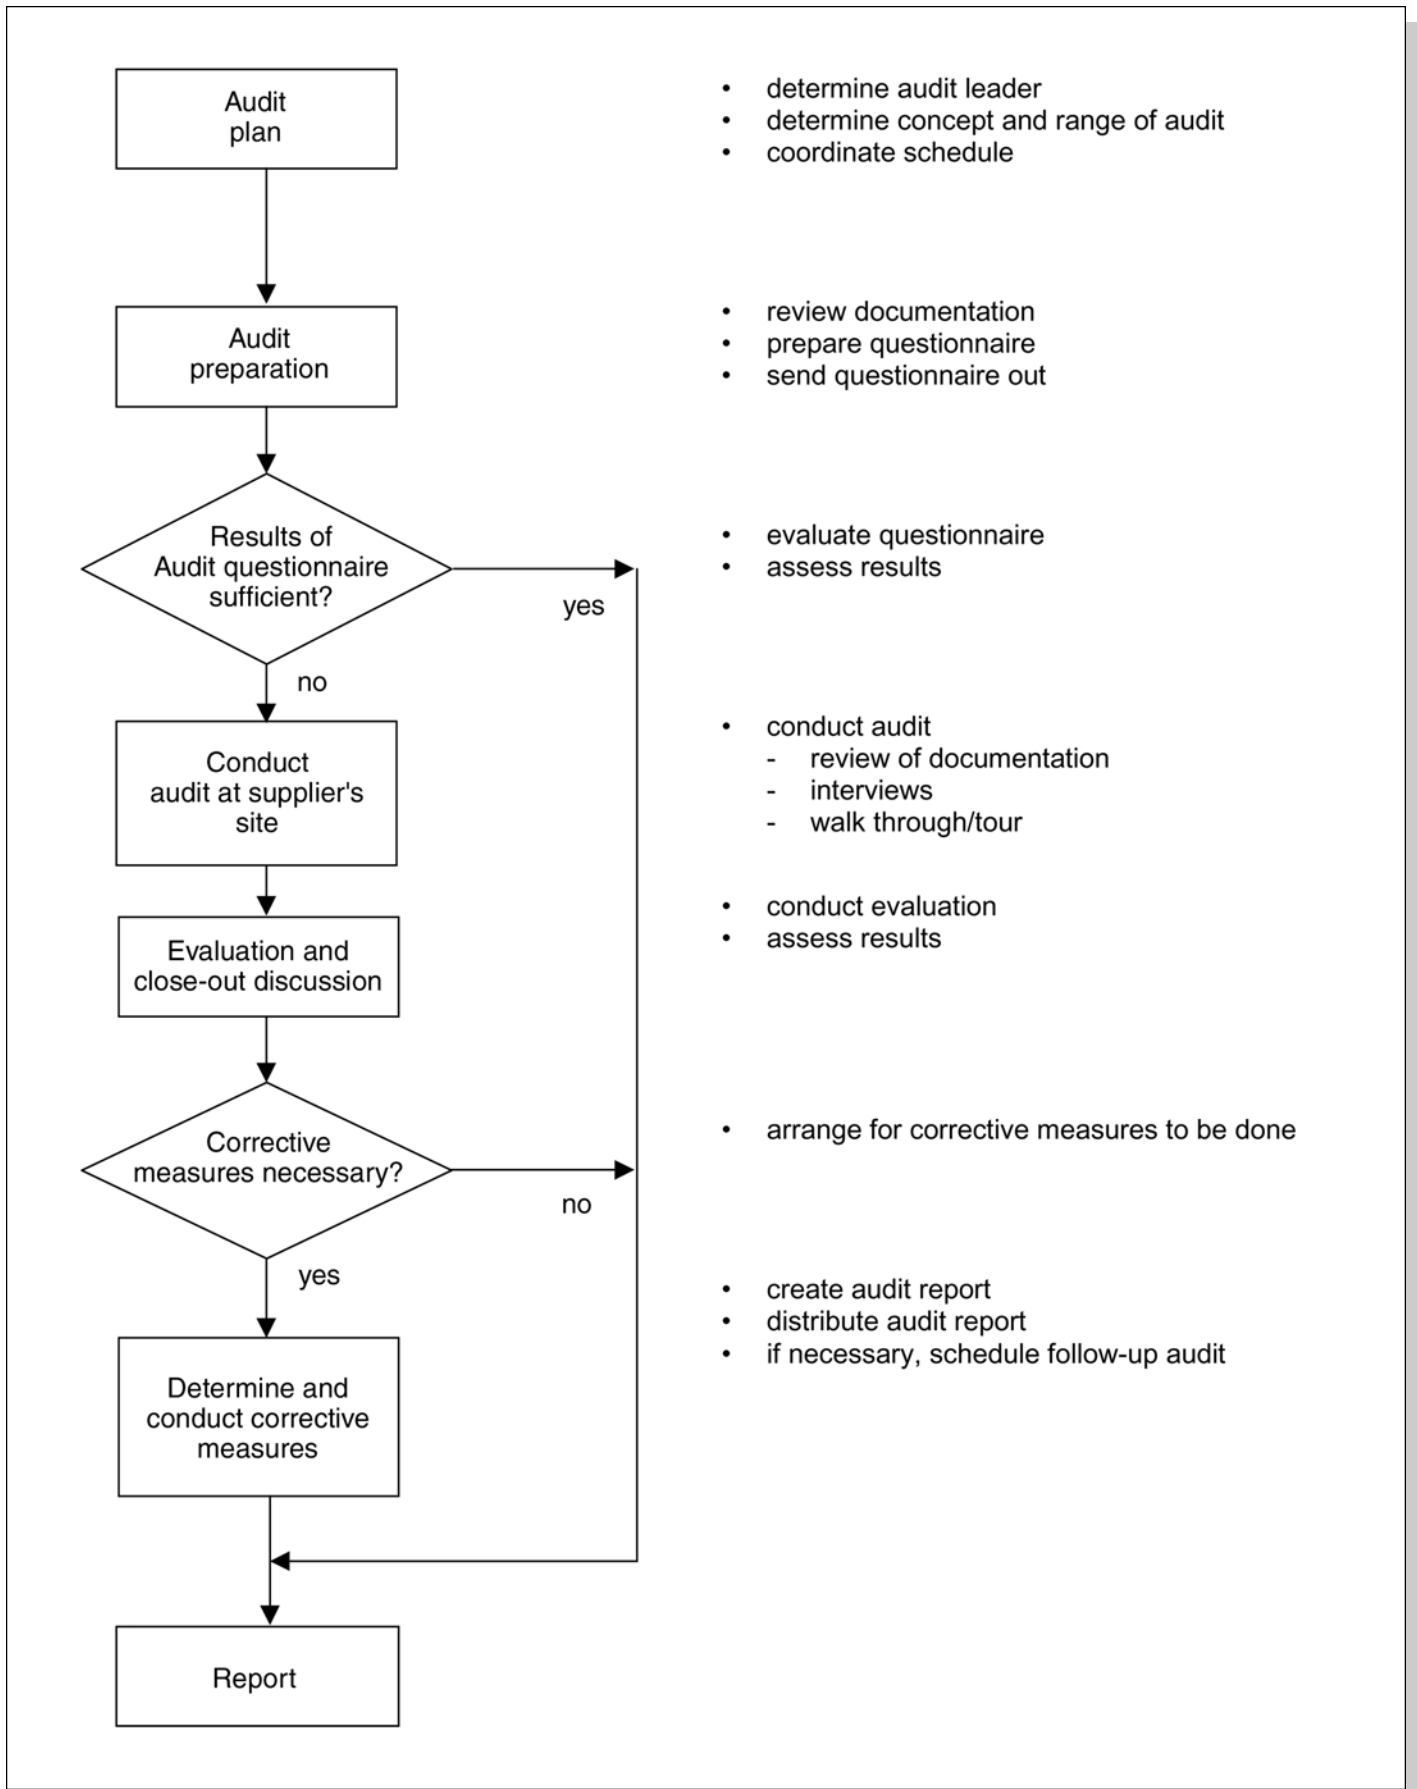 Audit
plan
• determine audit leader
• determine concept and range of audit
• coordinate schedule
Audit
preparation
• review documentation
• prepare questionnaire
• send questionnaire out
Results of
Audit questionnaire
sufficient?
yes
no
• evaluate questionnaire
• assess results
Conduct
audit at supplier's
site
• conduct audit
- review of documentation
- interviews
- walk through/tour
Evaluation and
close-out discussion
• conduct evaluation
• assess results
Corrective
measures necessary?
no
yes
• arrange for corrective measures to be done
Determine and
conduct corrective
measures
• create audit report
• distribute audit report
• if necessary, schedule follow-up audit
Report